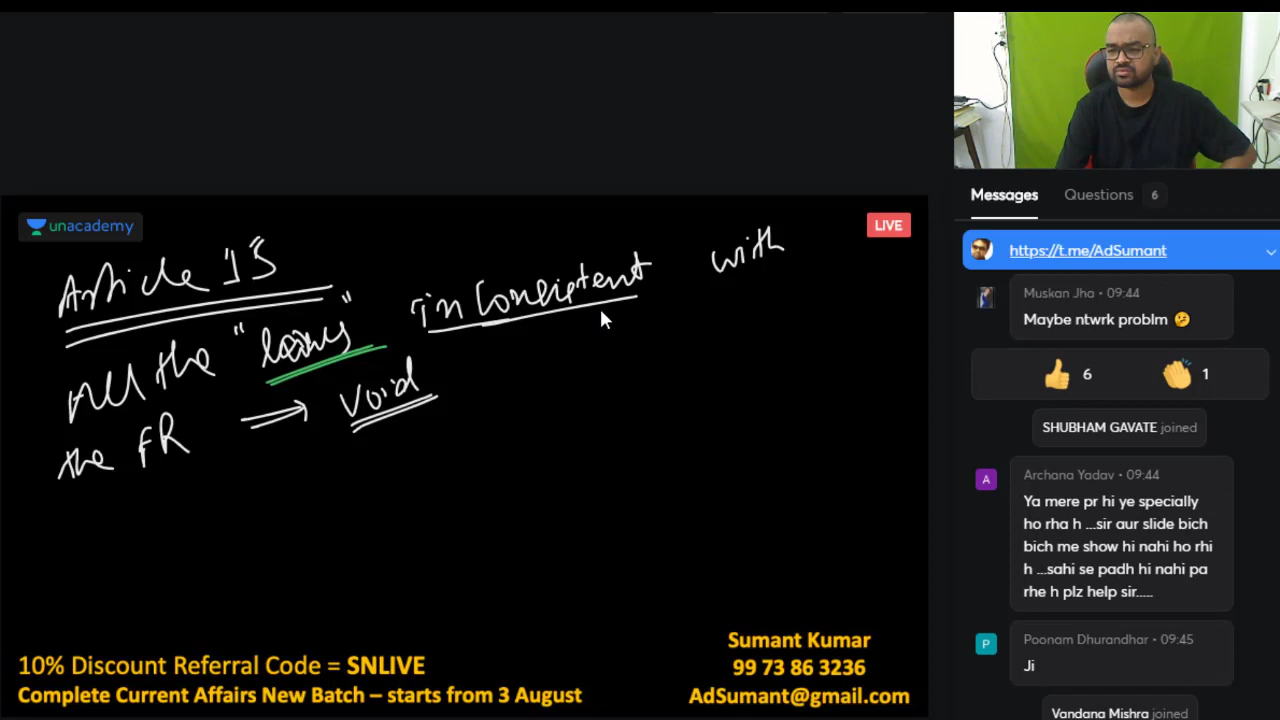 unacademy
LIVE
Article 13
All the "laws" inconsistent with
the FR ⇒ void
10% Discount Referral Code = SNLIVE
Complete Current Affairs New Batch – starts from 3 August
Sumant Kumar
99 73 86 3236
AdSumant@gmail.com
Messages
Questions 6
https://t.me/AdSumant
Muskan Jha • 09:44
Maybe ntwrk problm 🤔
👍 6 👏 1
SHUBHAM GAVATE joined
A
Archana Yadav • 09:44
Ya mere pr hi ye specially
ho rha h ...sir aur slide bich
bich me show hi nahi ho rhi
h ...sahi se padh hi nahi pa
rhe h plz help sir.....
P
Poonam Dhurandhar • 09:45
Ji
Vandana Mishra joined